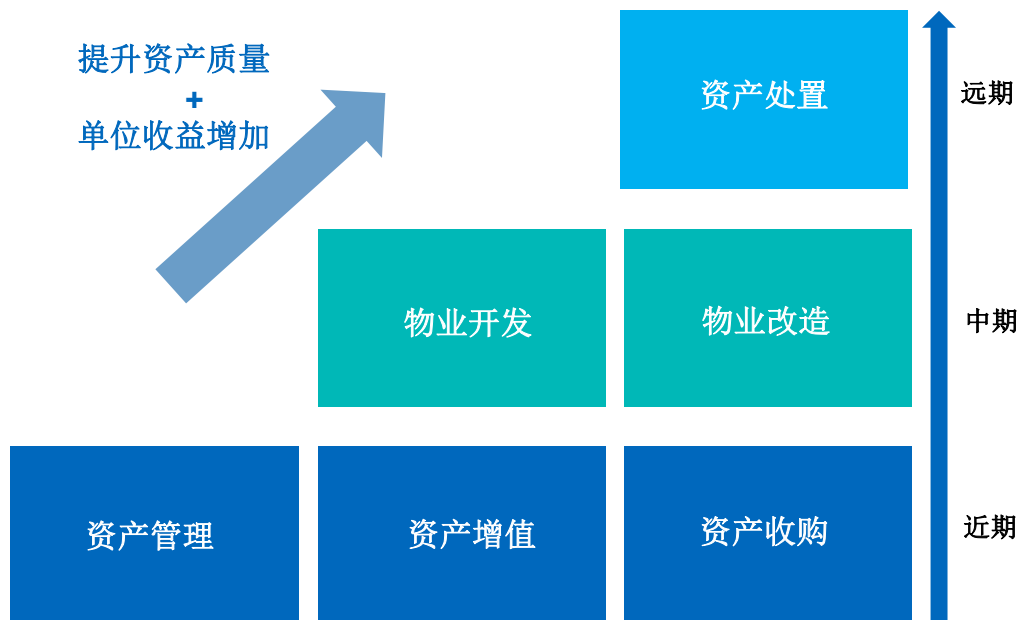 提升资产质量
+
单位收益增加
资产处置
远期
物业开发
物业改造
中期
资产管理
资产增值
资产收购
近期